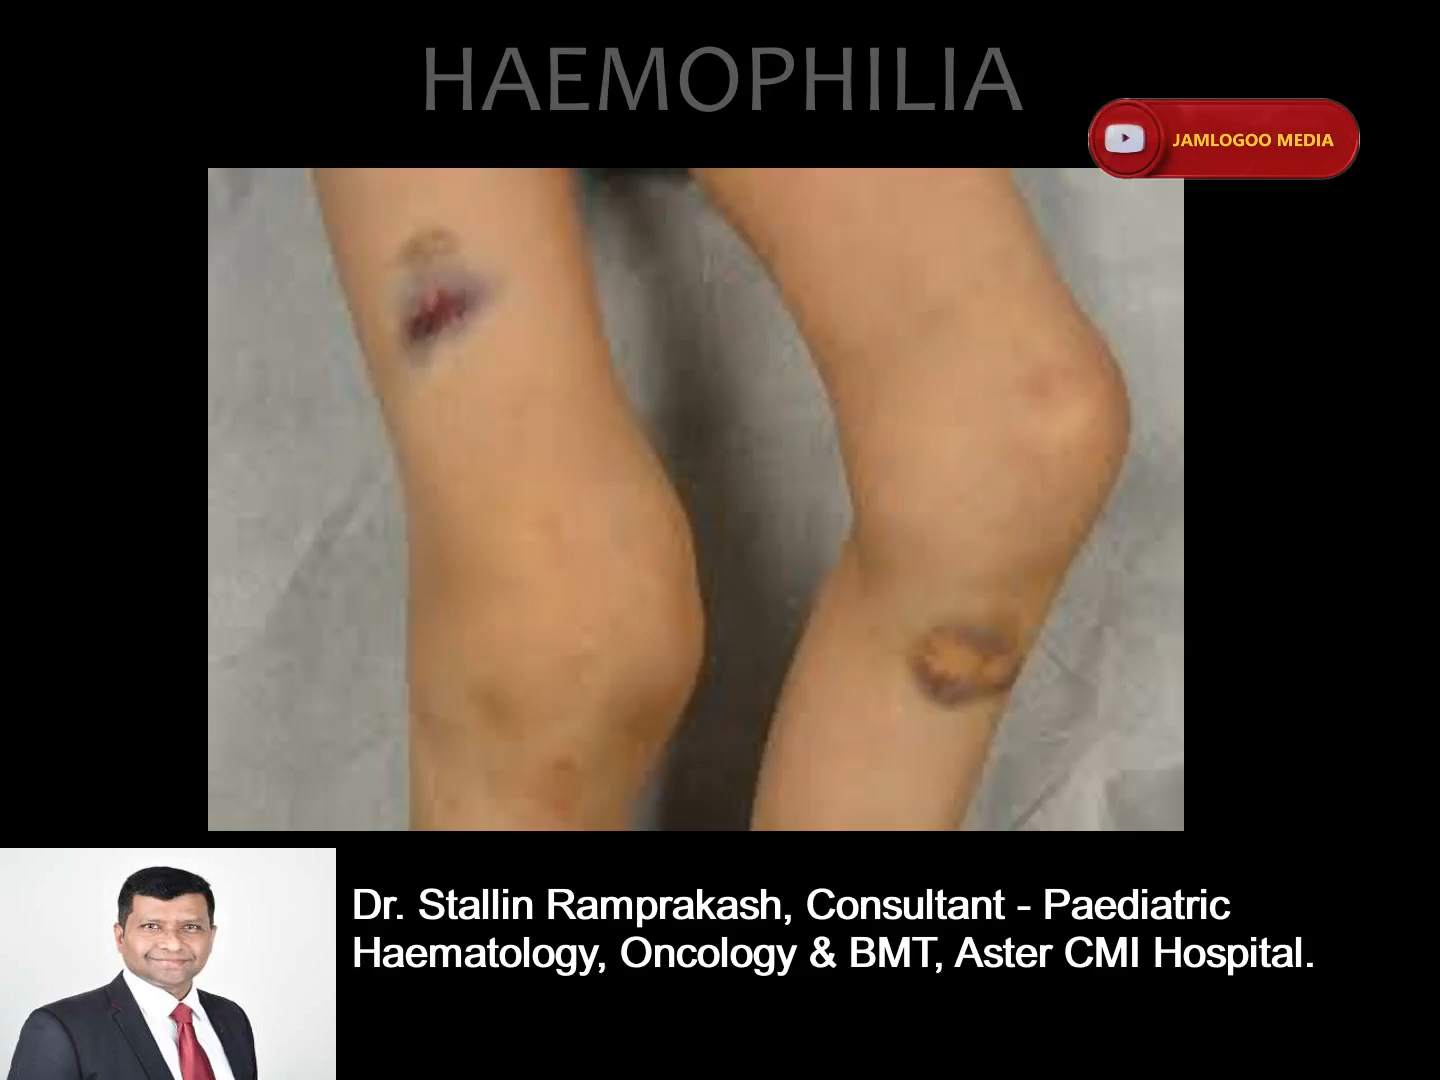 HAEMOPHILIA
JAMLOGOO MEDIA
Dr. Stallin Ramprakash, Consultant - Paediatric
Haematology, Oncology & BMT, Aster CMI Hospital.